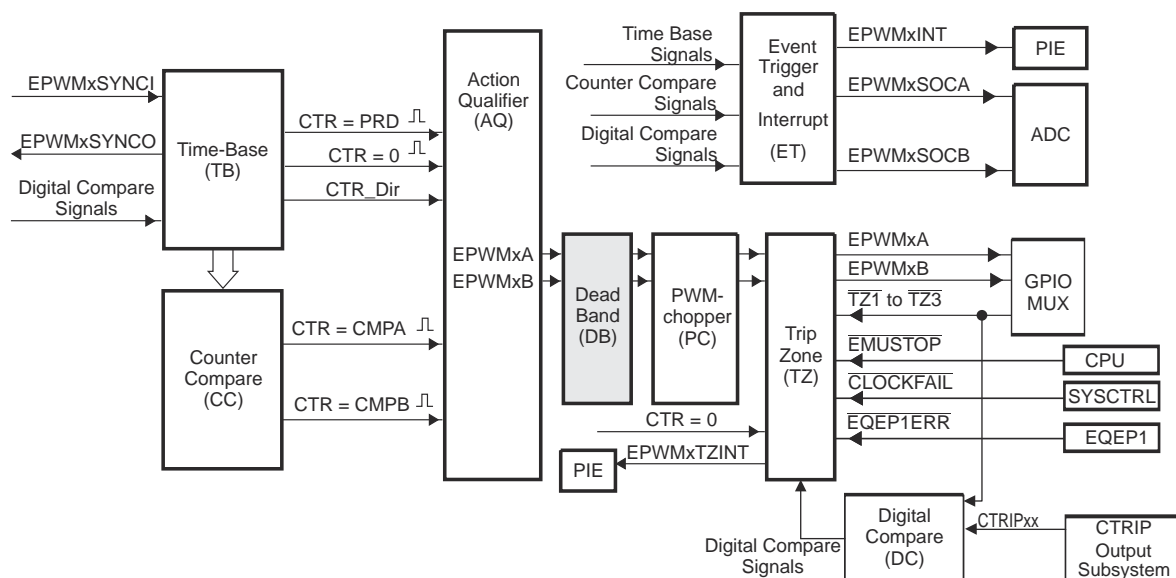 EPWMxSYNCI
EPWMxSYNCO
Digital Compare
Signals
Time-Base
(TB)
CTR = PRD
CTR = 0
CTR_Dir
Counter
Compare
(CC)
CTR = CMPA
CTR = CMPB
Action
Qualifier
(AQ)
EPWMxA
EPWMxB
Dead
Band
(DB)
PWM-
chopper
(PC)
CTR = 0
EPWMxTZINT
PIE
Time Base
Signals
Counter Compare
Signals
Digital Compare
Signals
Event
Trigger
and
Interrupt
(ET)
EPWMxINT
PIE
EPWMxSOCA
EPWMxSOCB
ADC
Trip
Zone
(TZ)
EPWMxA
EPWMxB
TZ1 to TZ3
GPIO
MUX
EMUSTOP
CPU
CLOCKFAIL
SYSCTRL
EQEP1ERR
EQEP1
Digital Compare
Signals
Digital
Compare
(DC)
CTRIPxx
CTRIP
Output
Subsystem